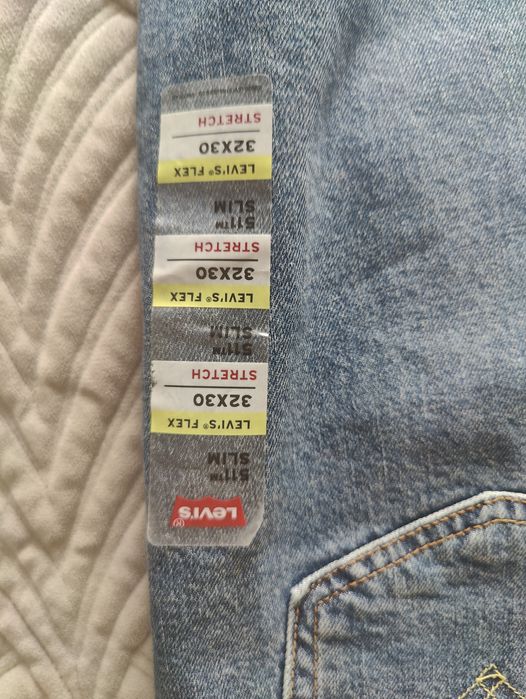 LEVI'S®
511™
SLIM
LEVI'S® FLEX
32X30
STRETCH
511™
SLIM
LEVI'S® FLEX
32X30
STRETCH
511™
SLIM
LEVI'S® FLEX
32X30
STRETCH